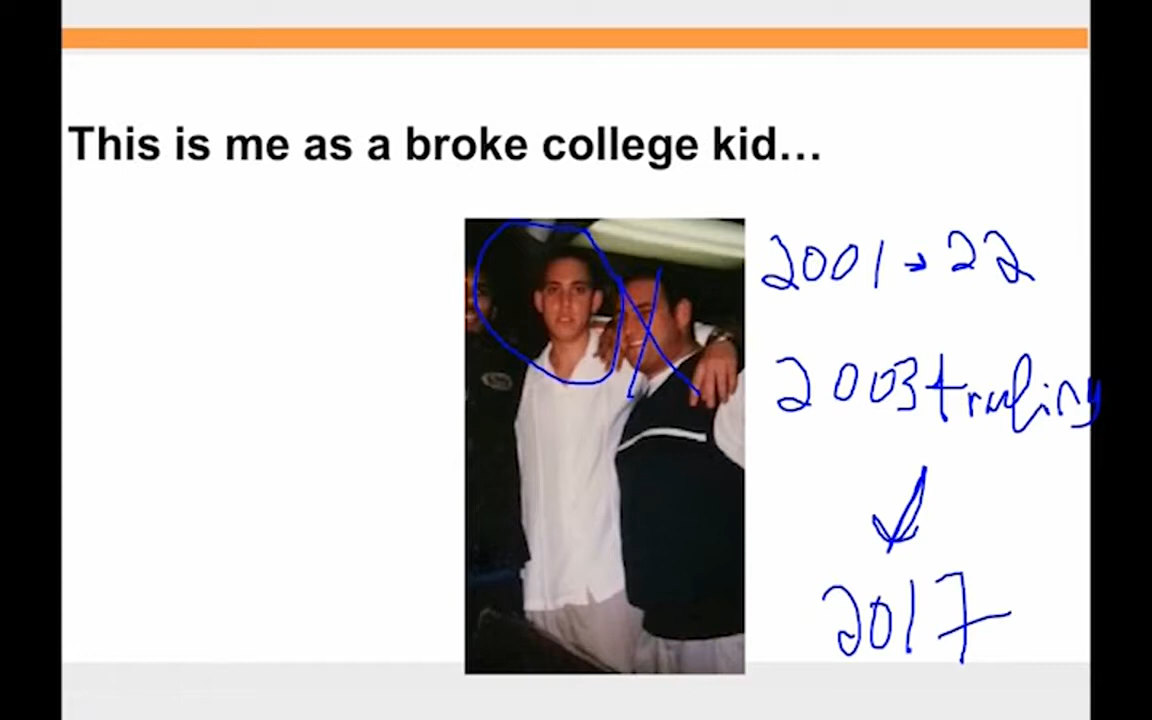 This is me as a broke college kid…
2001 → 22
2003 trading
2017